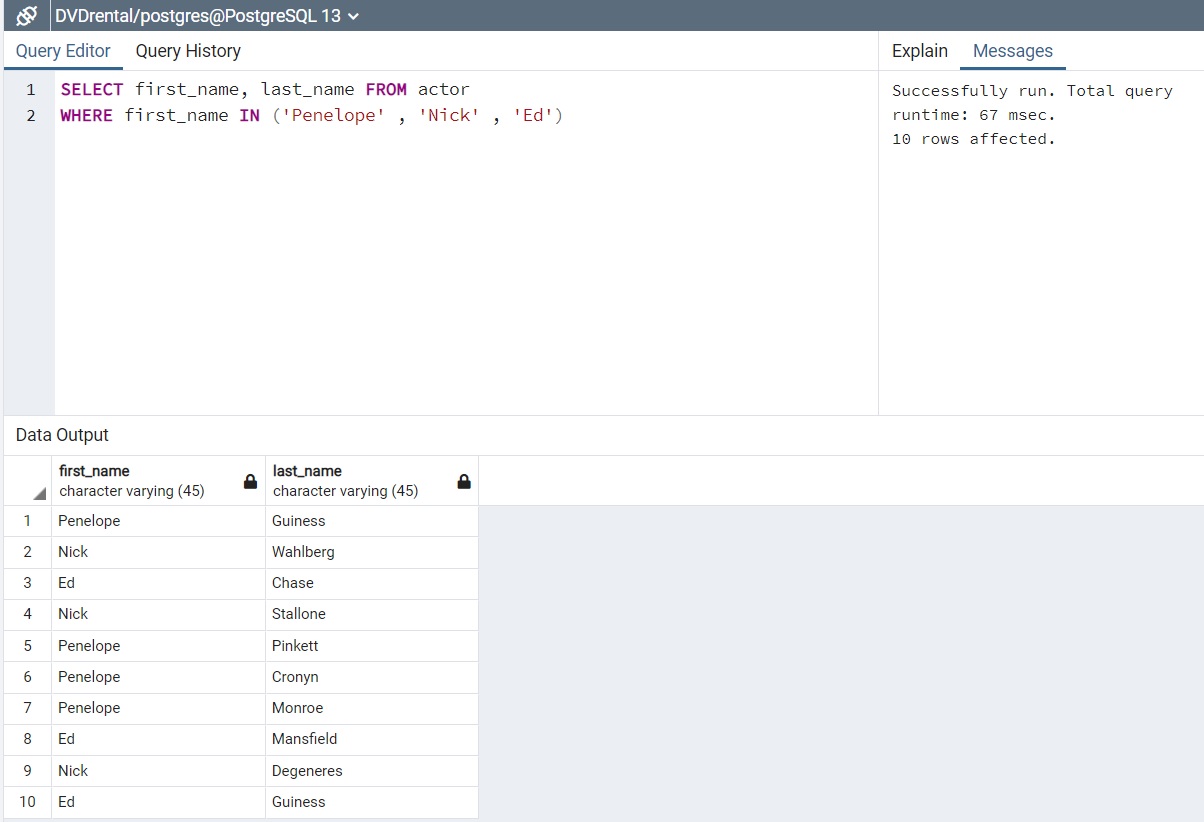 DVDrental/postgres@PostgreSQL 13
Query Editor Query History
Explain Messages
1 SELECT first_name, last_name FROM actor
2 WHERE first_name IN ('Penelope' , 'Nick' , 'Ed')
Successfully run. Total query
runtime: 67 msec.
10 rows affected.
Data Output
first_name last_name
character varying (45) character varying (45)
1 Penelope Guiness
2 Nick Wahlberg
3 Ed Chase
4 Nick Stallone
5 Penelope Pinkett
6 Penelope Cronyn
7 Penelope Monroe
8 Ed Mansfield
9 Nick Degeneres
10 Ed Guiness